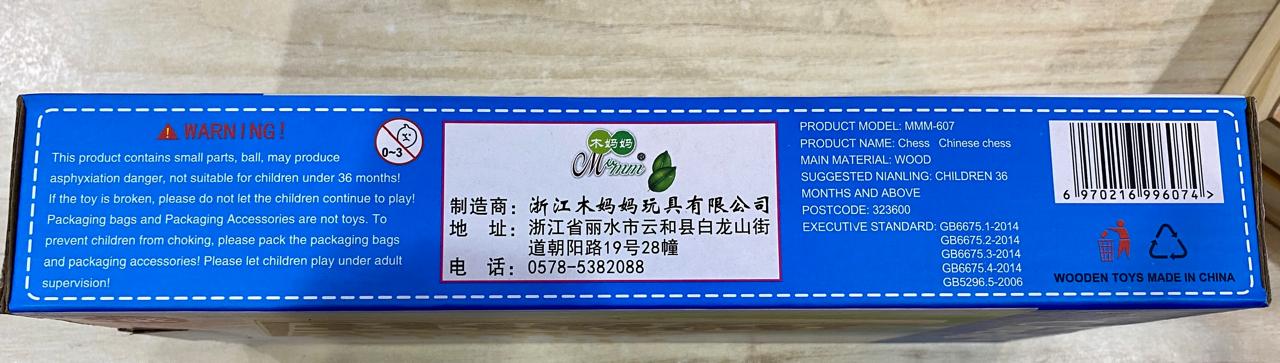 WARNING!
This product contains small parts, ball, may produce
asphyxiation danger, not suitable for children under 36 months!
If the toy is broken, please do not let the children continue to play!
Packaging bags and Packaging Accessories are not toys. To
prevent children from choking, please pack the packaging bags
and packaging accessories! Please let children play under adult
supervision!
0~3
木妈妈
Mumm®
制造商：浙江木妈妈玩具有限公司
地 址：浙江省丽水市云和县白龙山街
道朝阳路19号28幢
电 话：0578-5382088
PRODUCT MODEL: MMM-607
PRODUCT NAME: Chess Chinese chess
MAIN MATERIAL: WOOD
SUGGESTED NIANLING: CHILDREN 36
MONTHS AND ABOVE
POSTCODE: 323600
EXECUTIVE STANDARD: GB6675.1-2014
GB6675.2-2014
GB6675.3-2014
GB6675.4-2014
GB5296.5-2006
6 970216 996074 >
WOODEN TOYS MADE IN CHINA